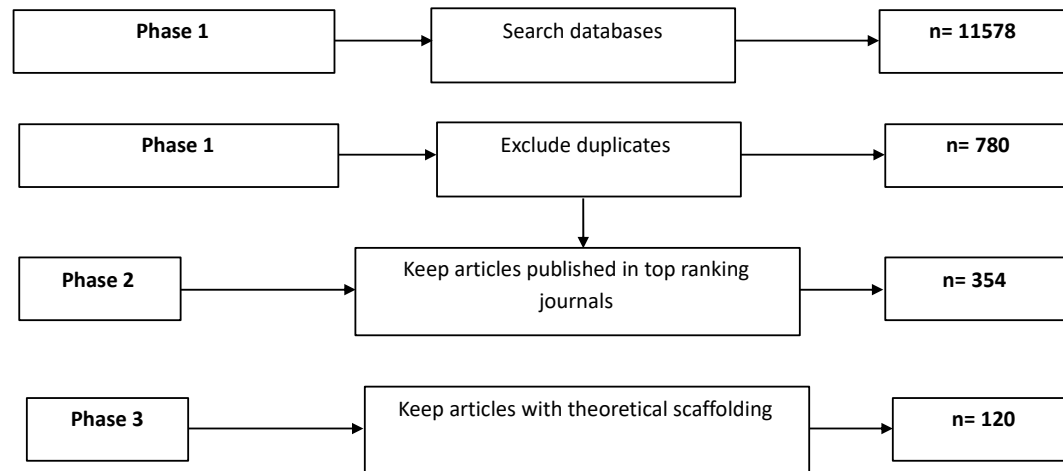 Phase 1
Search databases
n= 11578
Phase 1
Exclude duplicates
n= 780
Phase 2
Keep articles published in top ranking
journals
n= 354
Phase 3
Keep articles with theoretical scaffolding
n= 120